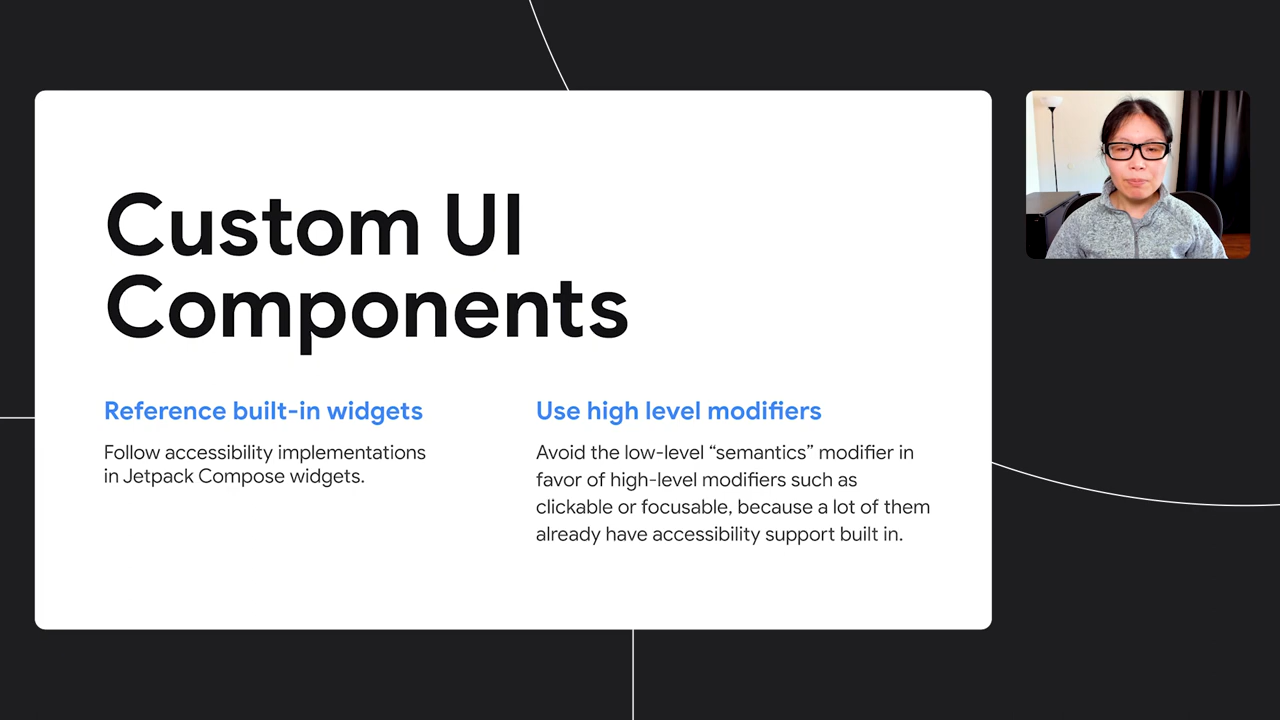 Custom UI
Components
Reference built-in widgets
Follow accessibility implementations
in Jetpack Compose widgets.
Use high level modifiers
Avoid the low-level “semantics” modifier in
favor of high-level modifiers such as
clickable or focusable, because a lot of them
already have accessibility support built in.